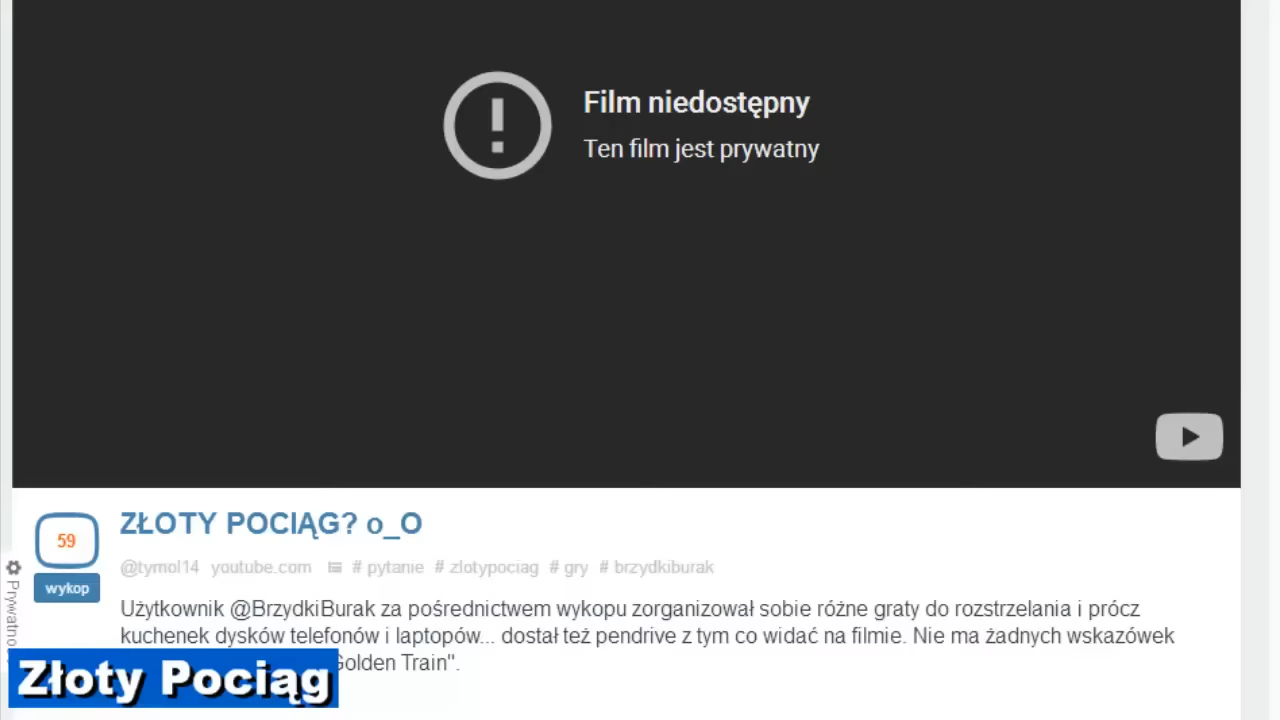 Film niedostępny
Ten film jest prywatny
ZŁOTY POCIĄG? o_O
59
@tymol14 youtube.com # pytanie # zlotypociag # gry # brzydkiburak
wykop
Użytkownik @BrzydkiBurak za pośrednictwem wykopu zorganizował sobie różne graty do rozstrzelania i prócz
kuchenek dysków telefonów i laptopów... dostał też pendrive z tym co widać na filmie. Nie ma żadnych wskazówek
Golden Train".
Złoty Pociąg